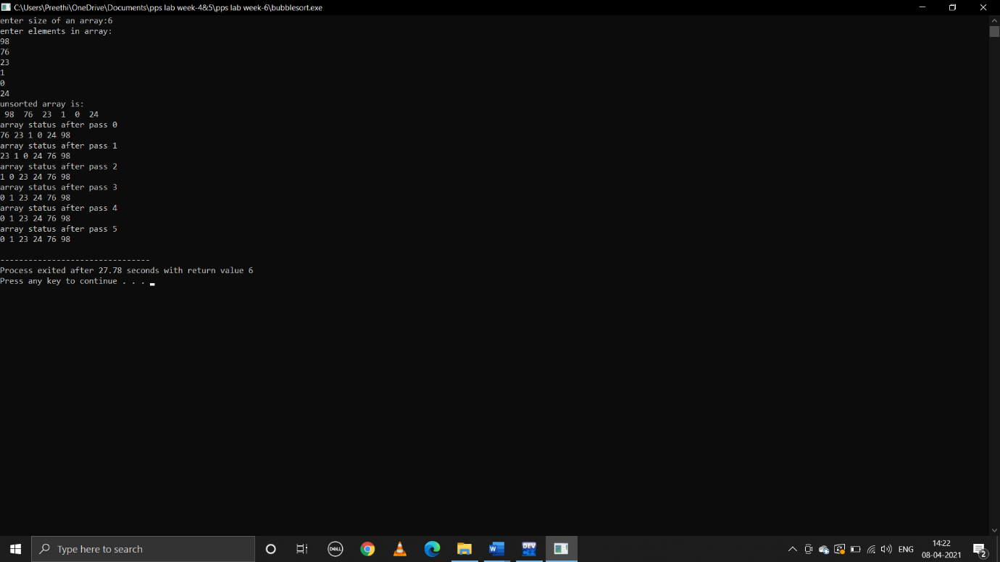 C:\Users\Preethi\OneDrive\Documents\pps lab week-4&5\pps lab week-6\bubblesort.exe
enter size of an array:6
enter elements in array:
98
76
23
1
0
24
unsorted array is:
 98  76  23  1  0  24
array status after pass 0
76 23 1 0 24 98
array status after pass 1
23 1 0 24 76 98
array status after pass 2
1 0 23 24 76 98
array status after pass 3
0 1 23 24 76 98
array status after pass 4
0 1 23 24 76 98
array status after pass 5
0 1 23 24 76 98
--------------------------------
Process exited after 27.78 seconds with return value 6
Press any key to continue . . .
Type here to search
DELL
W
DEV
C++
ENG
14:22
08-04-2021
2